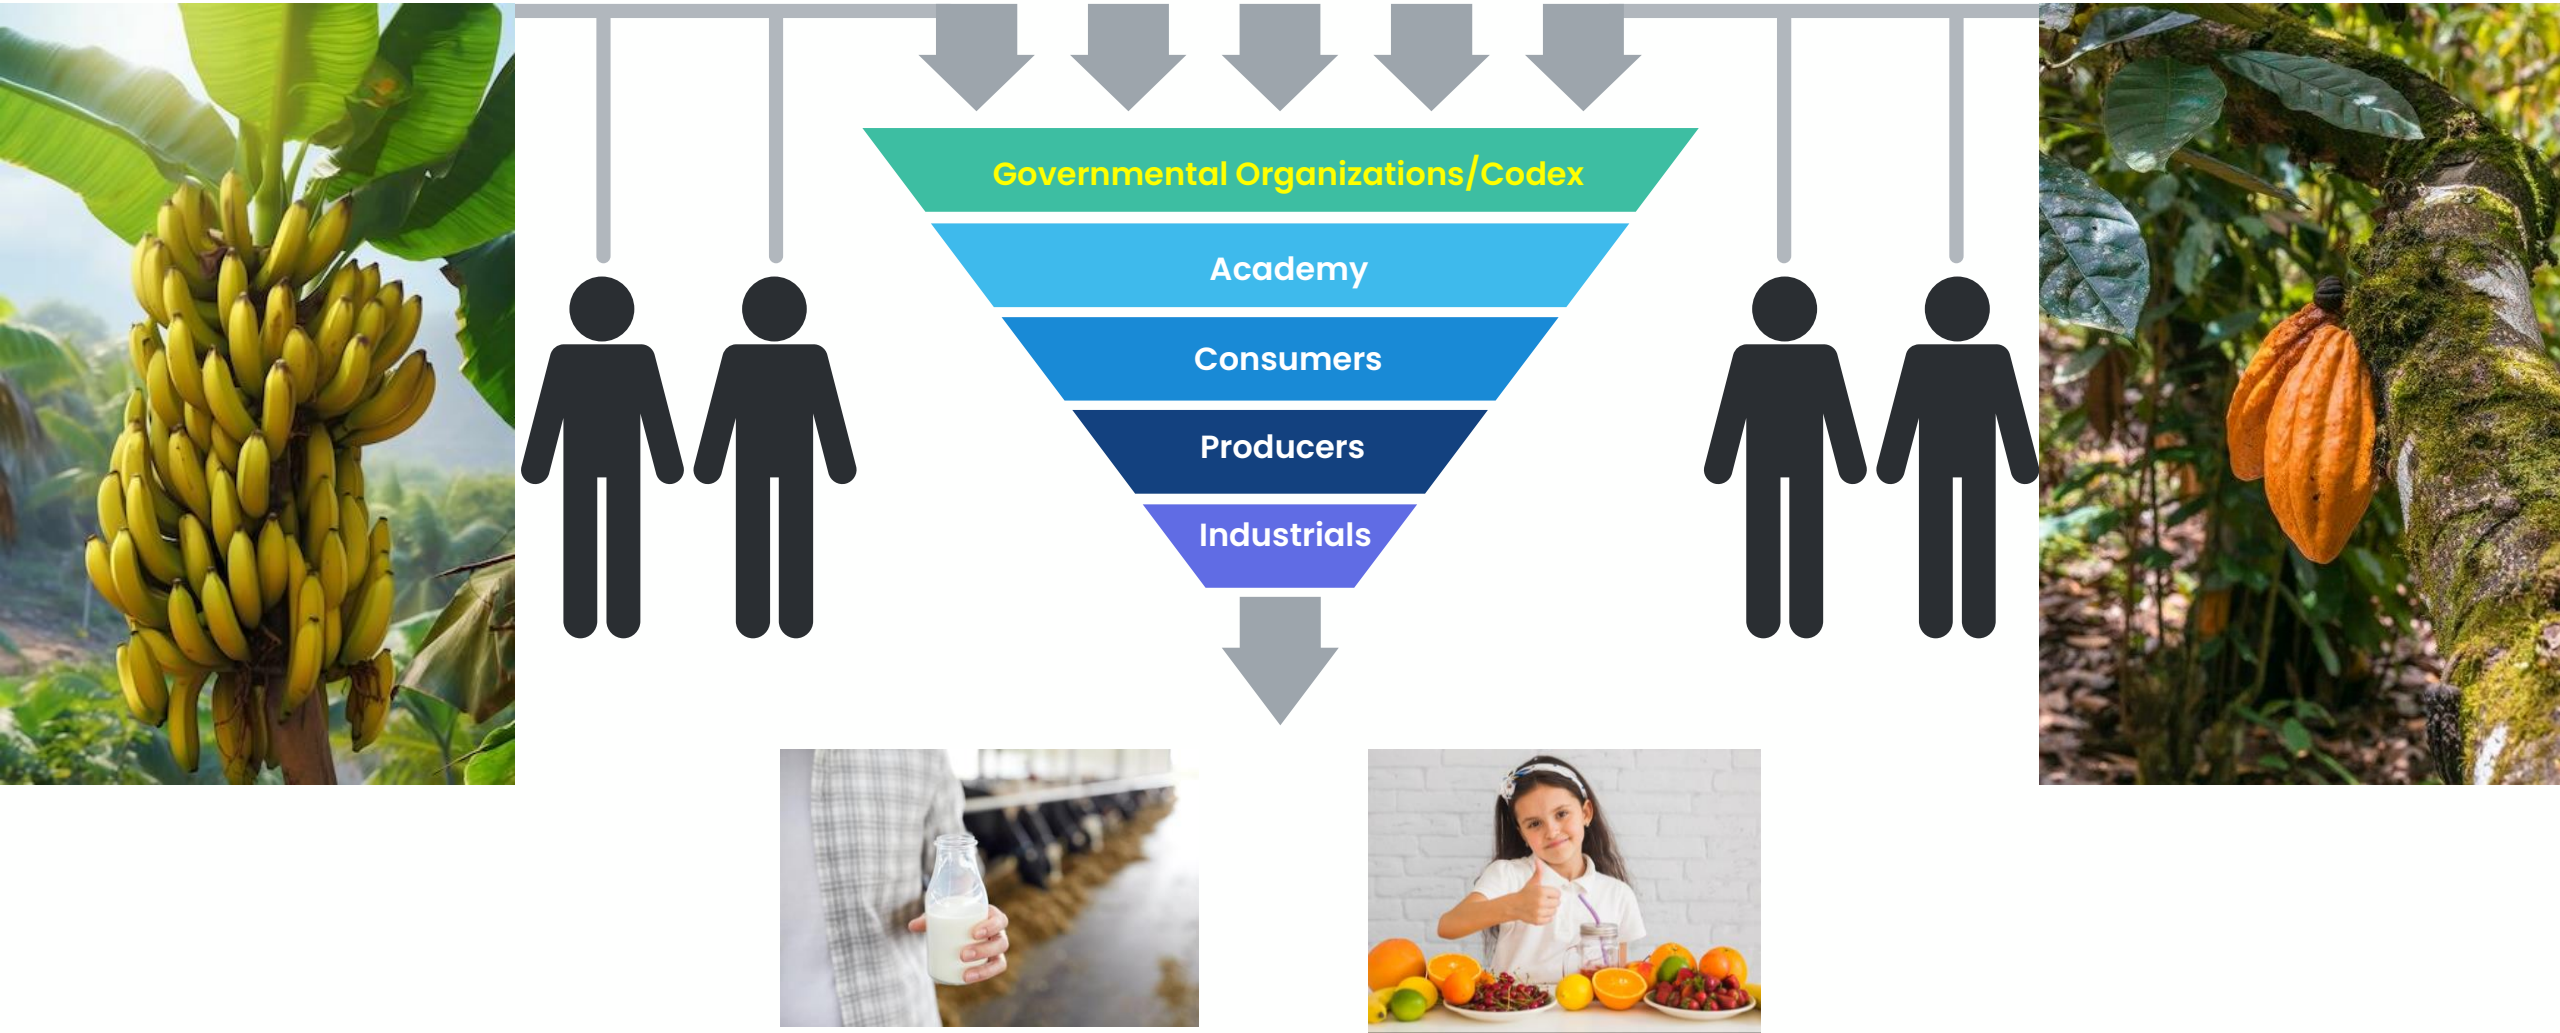 Governmental Organizations/Codex
Academy
Consumers
Producers
Industrials